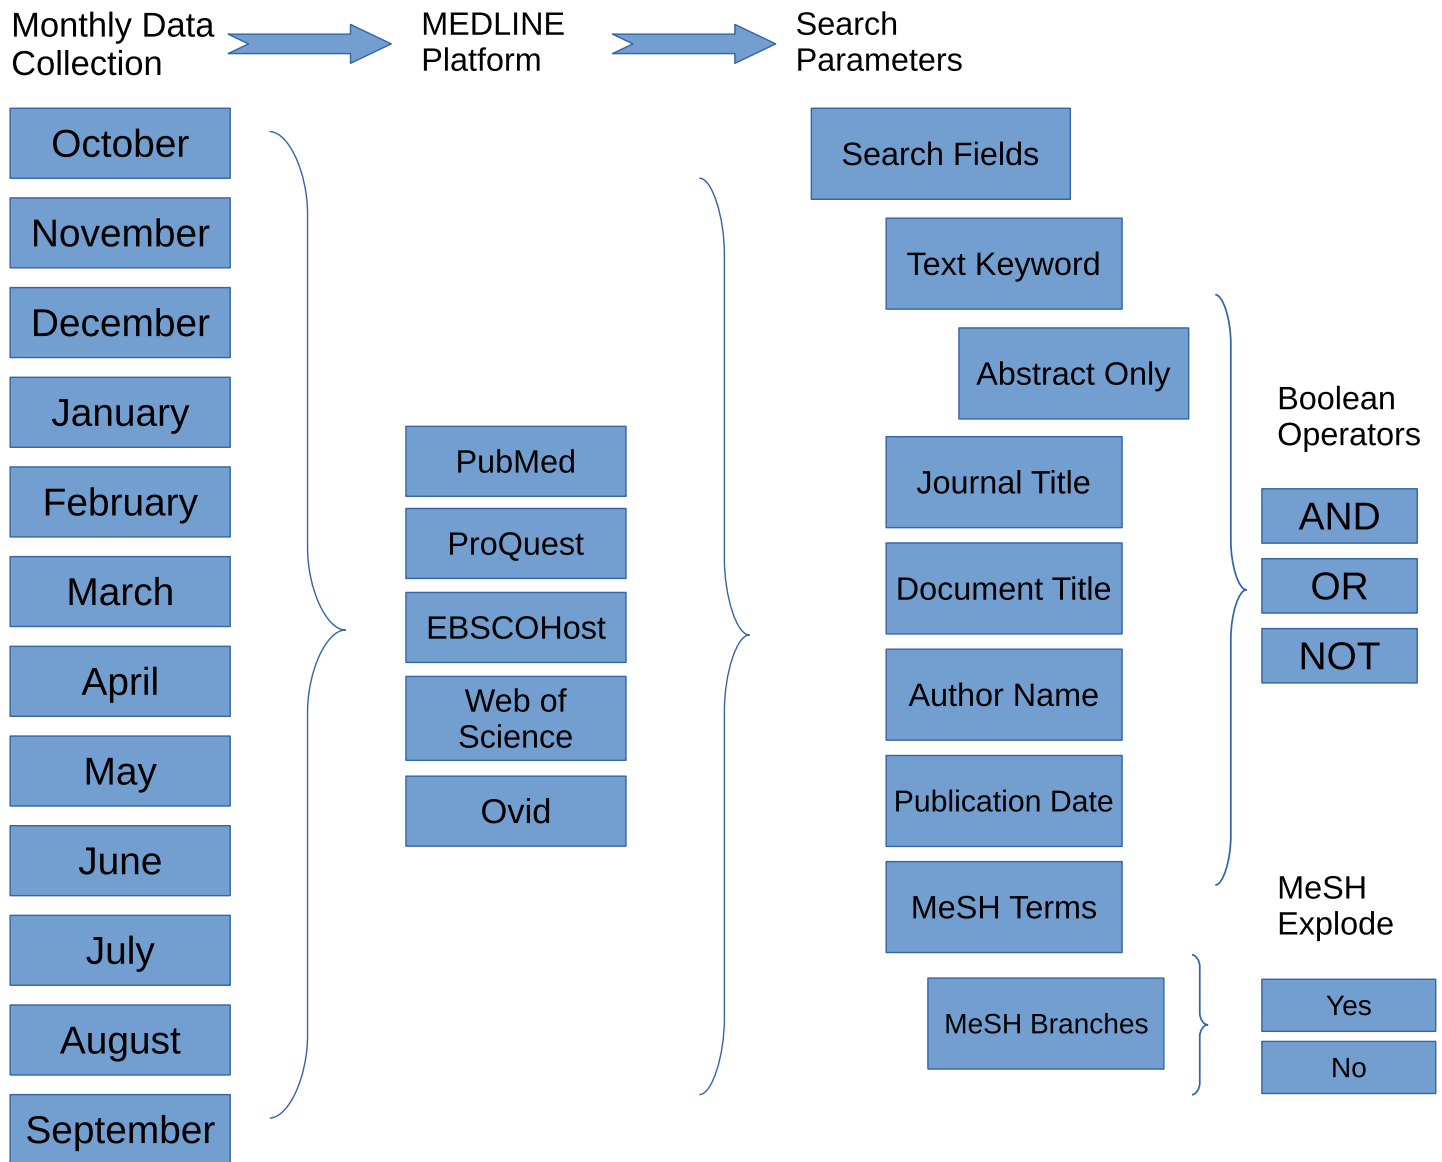 Monthly Data
Collection
MEDLINE
Platform
Search
Parameters
October
November
December
January
February
March
April
May
June
July
August
September
PubMed
ProQuest
EBSCOHost
Web of
Science
Ovid
Search Fields
Text Keyword
Abstract Only
Journal Title
Document Title
Author Name
Publication Date
MeSH Terms
MeSH Branches
Boolean
Operators
AND
OR
NOT
MeSH
Explode
Yes
No